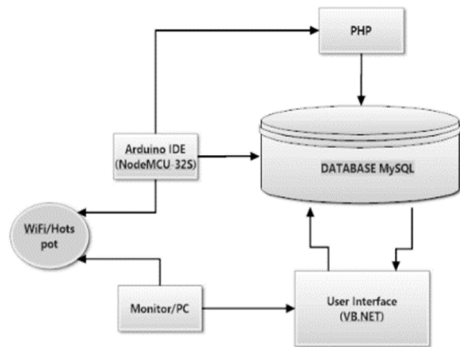 PHP
Arduino IDE
(NodeMCU-32S)
DATABASE MySQL
WiFi/Hots
pot
Monitor/PC
User Interface
(VB.NET)